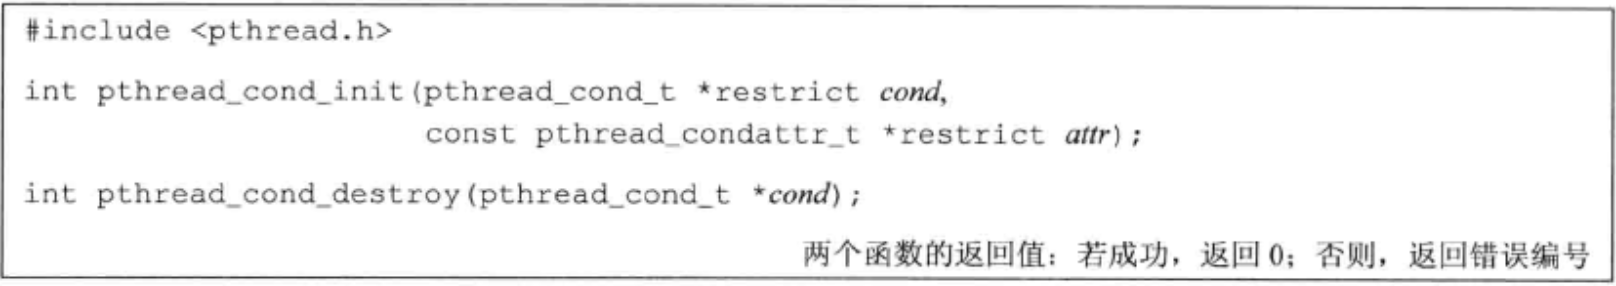 #include <pthread.h>
int pthread_cond_init(pthread_cond_t *restrict cond,
const pthread_condattr_t *restrict attr);
int pthread_cond_destroy(pthread_cond_t *cond);
两个函数的返回值：若成功，返回 0；否则，返回错误编号